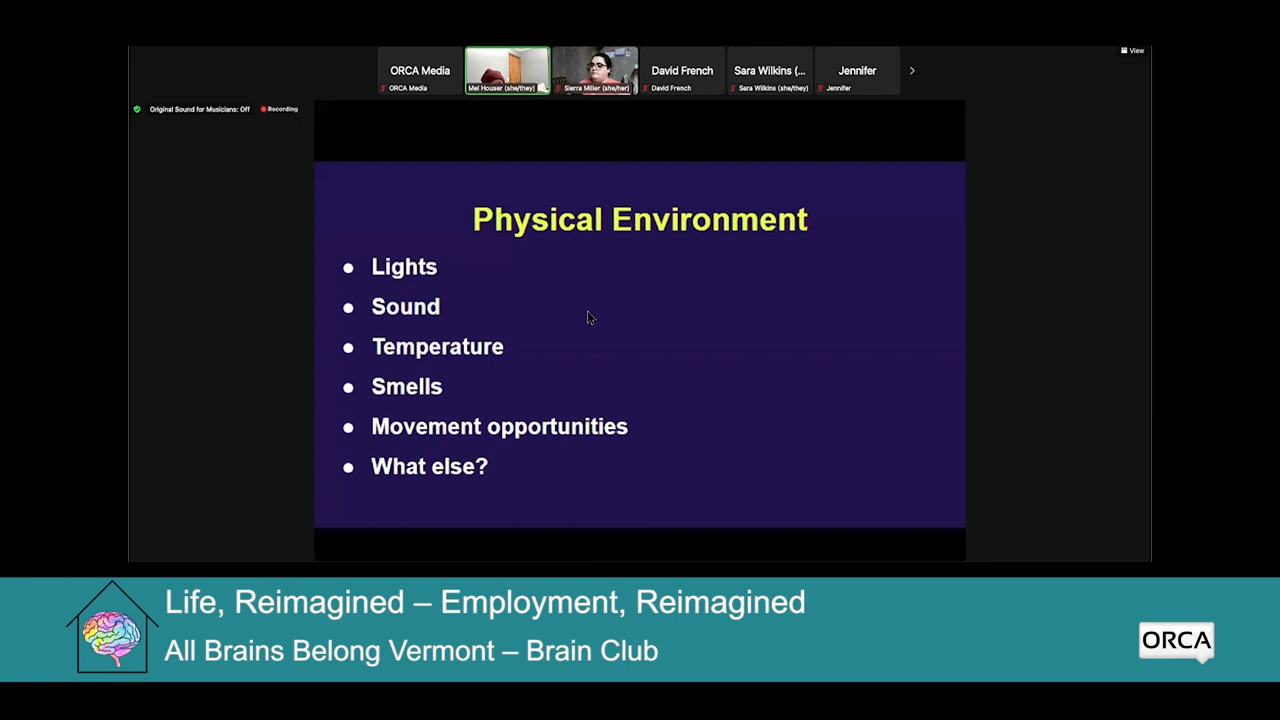 View
ORCA Media
David French
Sara Wilkins (...
Jennifer
ORCA Media
Mel Houser (she/they)
Sierra Miller (she/her)
David French
Sara Wilkins (she/they)
Jennifer
Original Sound for Musicians: Off
Recording
Physical Environment
● Lights
● Sound
● Temperature
● Smells
● Movement opportunities
● What else?
Life, Reimagined – Employment, Reimagined
All Brains Belong Vermont – Brain Club
ORCA